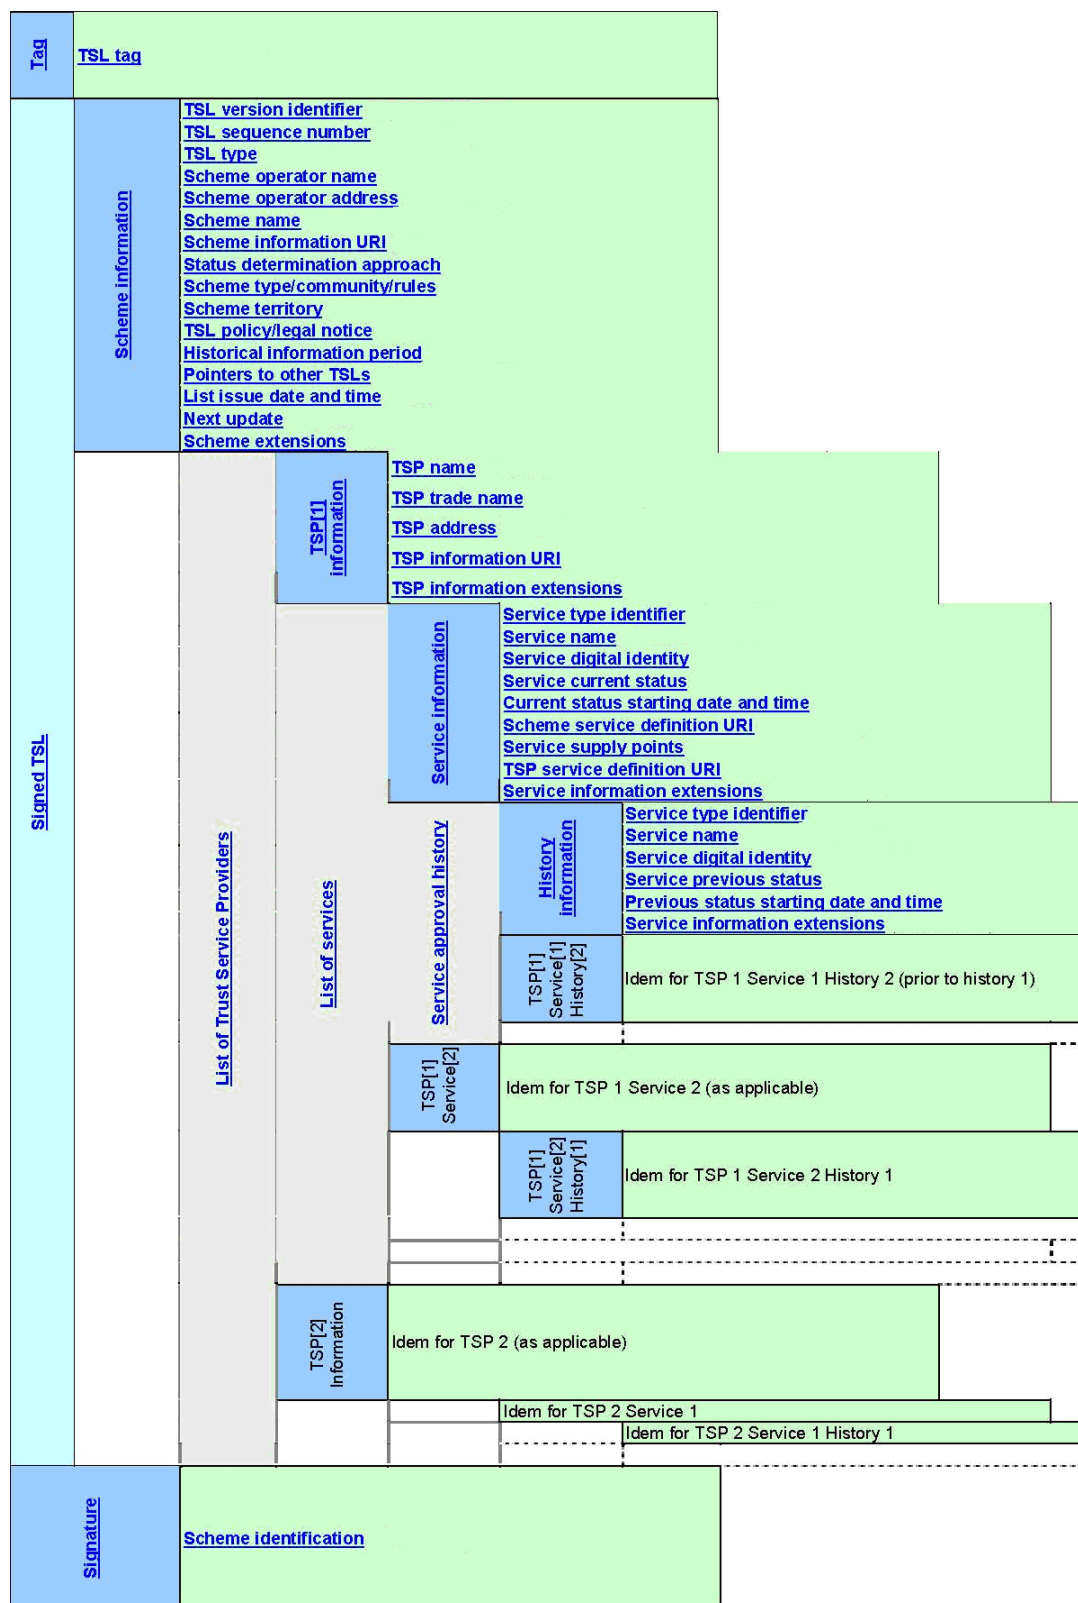 Tag
TSL tag
Signed TSL
Scheme information
TSL version identifier
TSL sequence number
TSL type
Scheme operator name
Scheme operator address
Scheme name
Scheme information URI
Status determination approach
Scheme type/community/rules
Scheme territory
TSL policy/legal notice
Historical information period
Pointers to other TSLs
List issue date and time
Next update
Scheme extensions
List of Trust Service Providers
TSP[1]
information
TSP name
TSP trade name
TSP address
TSP information URI
TSP information extensions
List of services
Service information
Service type identifier
Service name
Service digital identity
Service current status
Current status starting date and time
Scheme service definition URI
Service supply points
TSP service definition URI
Service information extensions
Service approval history
History
information
Service type identifier
Service name
Service digital identity
Service previous status
Previous status starting date and time
Service information extensions
TSP[1]
Service[1]
History[2]
Idem for TSP 1 Service 1 History 2 (prior to history 1)
TSP[1]
Service[2]
Idem for TSP 1 Service 2 (as applicable)
TSP[1]
Service[2]
History[1]
Idem for TSP 1 Service 2 History 1
TSP[2]
Information
Idem for TSP 2 (as applicable)
Idem for TSP 2 Service 1
Idem for TSP 2 Service 1 History 1
Signature
Scheme identification